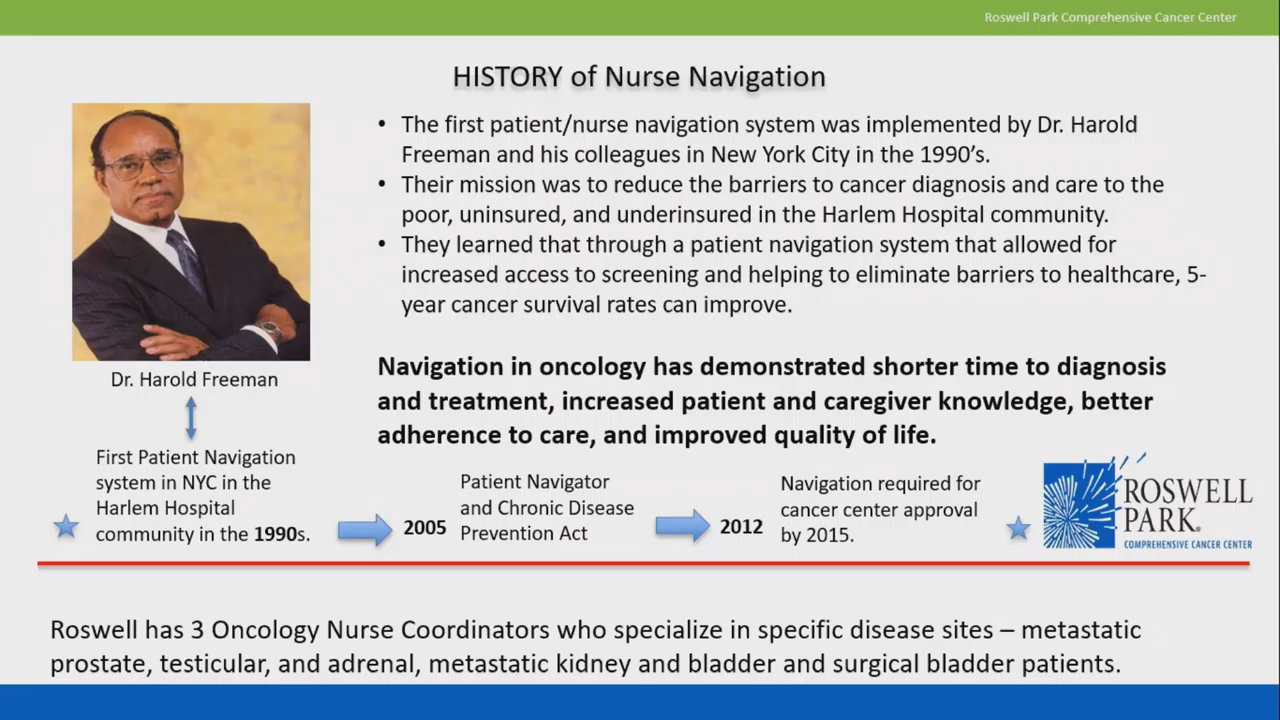 Roswell Park Comprehensive Cancer Center
HISTORY of Nurse Navigation
• The first patient/nurse navigation system was implemented by Dr. Harold
Freeman and his colleagues in New York City in the 1990’s.
• Their mission was to reduce the barriers to cancer diagnosis and care to the
poor, uninsured, and underinsured in the Harlem Hospital community.
• They learned that through a patient navigation system that allowed for
increased access to screening and helping to eliminate barriers to healthcare, 5-
year cancer survival rates can improve.
Navigation in oncology has demonstrated shorter time to diagnosis
and treatment, increased patient and caregiver knowledge, better
adherence to care, and improved quality of life.
Dr. Harold Freeman
First Patient Navigation
system in NYC in the
Harlem Hospital
community in the 1990s.
2005
Patient Navigator
and Chronic Disease
Prevention Act
2012
Navigation required for
cancer center approval
by 2015.
ROSWELL
PARK®
COMPREHENSIVE CANCER CENTER
Roswell has 3 Oncology Nurse Coordinators who specialize in specific disease sites – metastatic
prostate, testicular, and adrenal, metastatic kidney and bladder and surgical bladder patients.